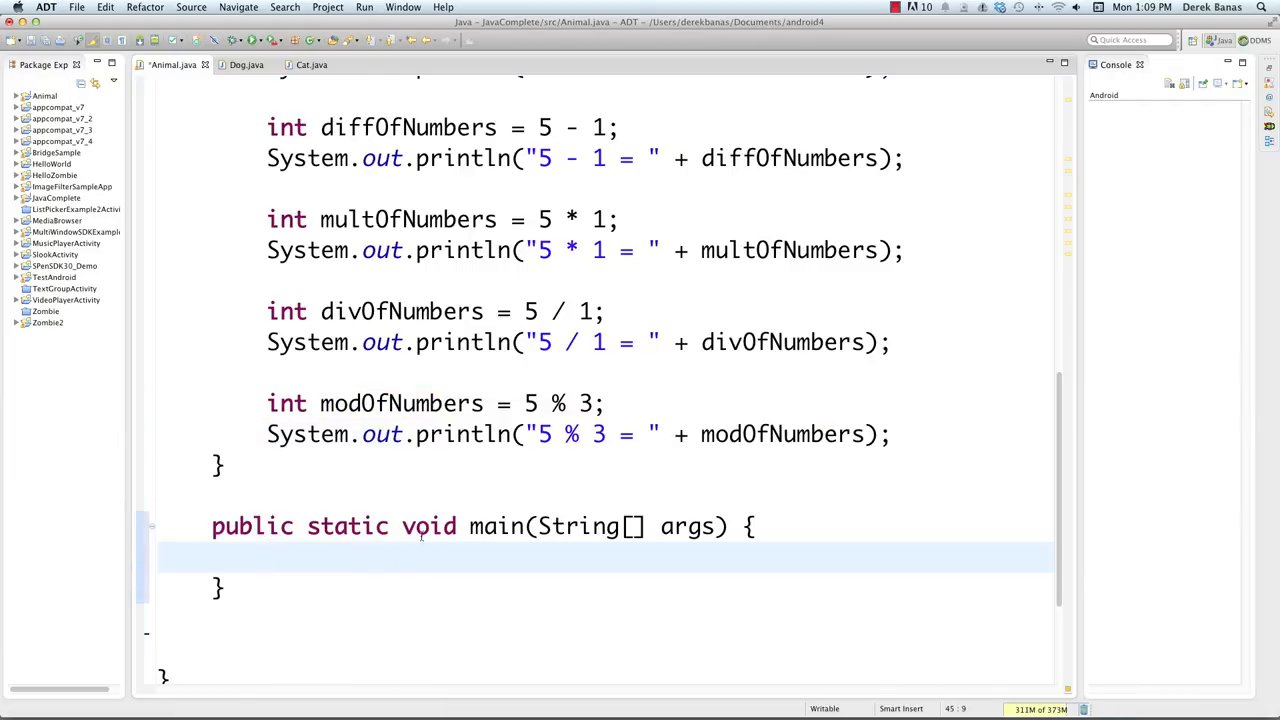 ADT File Edit Refactor Source Navigate Search Project Run Window Help
10 Mon 1:09 PM Derek Banas
Java - JavaComplete/src/Animal.java - ADT - /Users/derekbanas/Documents/android4
Quick Access Java DDMS
Package Exp
*Animal.java Dog.java Cat.java
Console
Android
Animal
appcompat_v7
appcompat_v7_2
appcompat_v7_3
appcompat_v7_4
BridgeSample
HelloWorld
HelloZombie
ImageFilterSampleApp
JavaComplete
ListPickerExample2Activi
MediaBrowser
MultiWindowSDKExample
MusicPlayerActivity
SlookActivity
SPenSDK30_Demo
TestAndroid
TextGroupActivity
VideoPlayerActivity
Zombie
Zombie2
int diffOfNumbers = 5 - 1;
System.out.println("5 - 1 = " + diffOfNumbers);
int multOfNumbers = 5 * 1;
System.out.println("5 * 1 = " + multOfNumbers);
int divOfNumbers = 5 / 1;
System.out.println("5 / 1 = " + divOfNumbers);
int modOfNumbers = 5 % 3;
System.out.println("5 % 3 = " + modOfNumbers);
}
public static void main(String[] args) {
}
}
Writable Smart Insert 45 : 9 311M of 373M